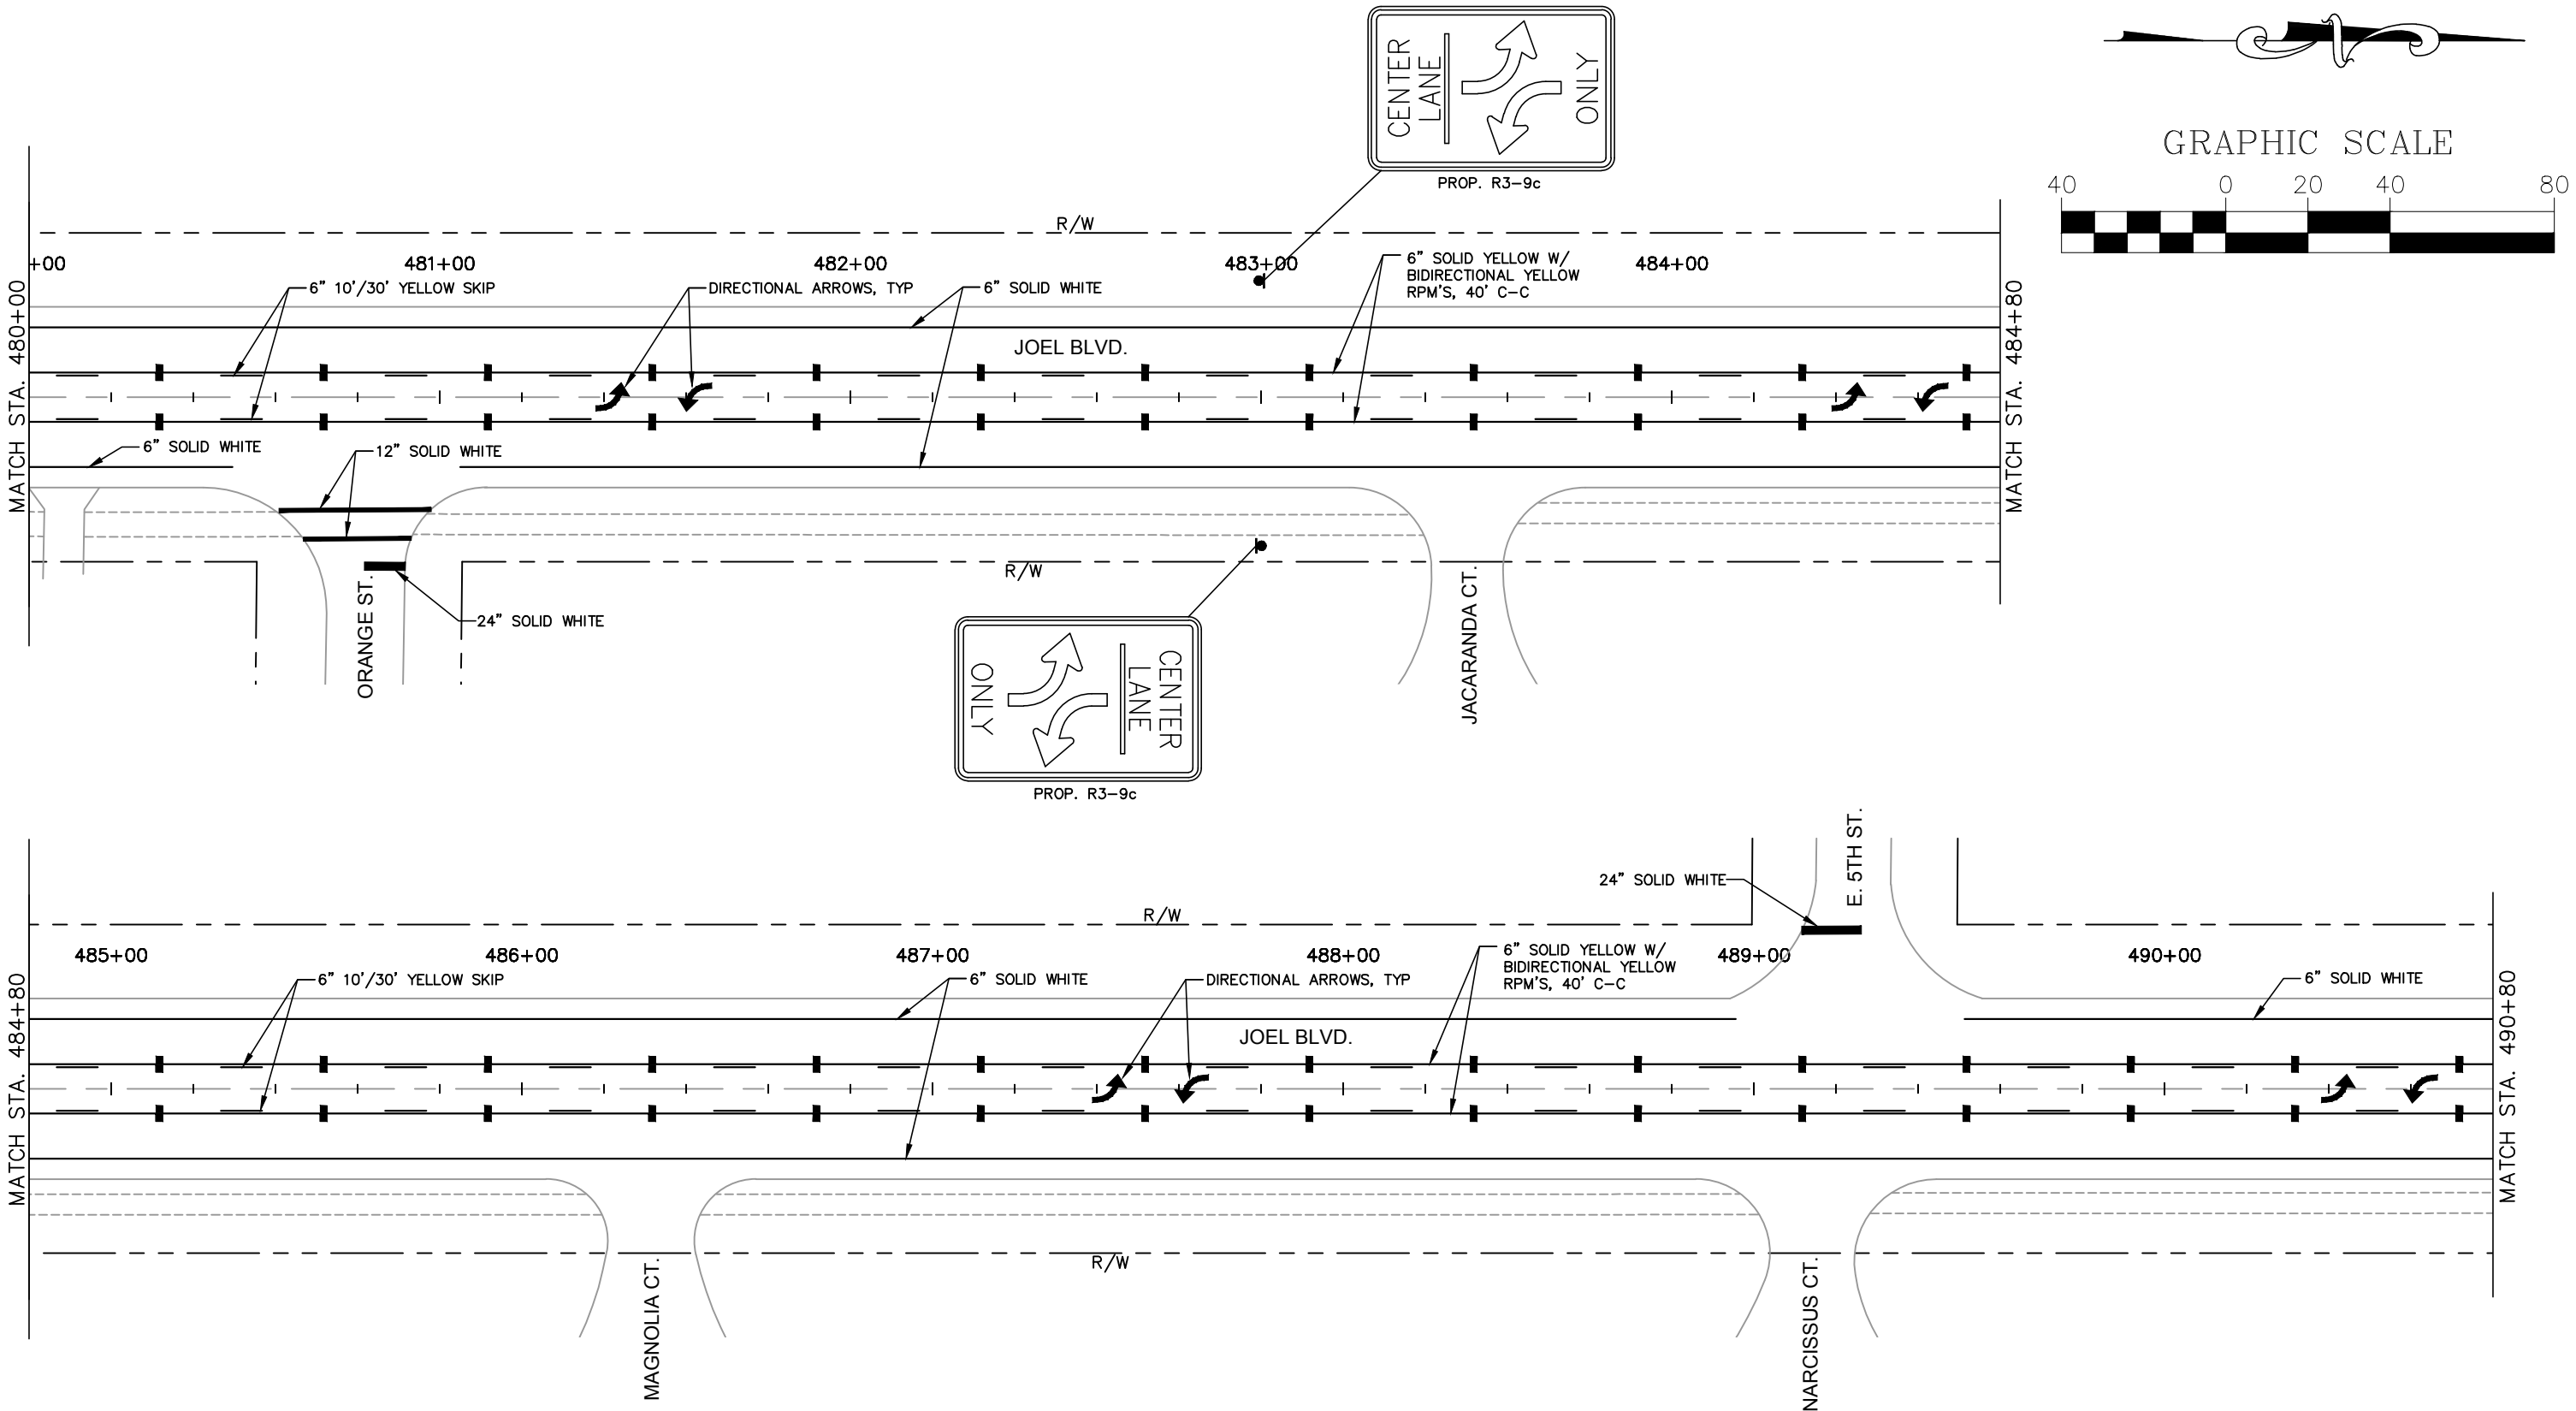 CENTER
LANE
ONLY
PROP. R3-9c
N
GRAPHIC SCALE
40 0 20 40 80
R/W
+00 481+00 482+00 483+00 484+00
6" 10'/30' YELLOW SKIP
DIRECTIONAL ARROWS, TYP
6" SOLID WHITE
6" SOLID YELLOW W/
BIDIRECTIONAL YELLOW
RPM'S, 40' C-C
MATCH STA. 480+00
JOEL BLVD.
MATCH STA. 484+80
6" SOLID WHITE
12" SOLID WHITE
R/W
ORANGE ST.
24" SOLID WHITE
JACARANDA CT.
CENTER
LANE
ONLY
PROP. R3-9c
E. 5TH ST.
24" SOLID WHITE
R/W
485+00 486+00 487+00 488+00 489+00 490+00
6" 10'/30' YELLOW SKIP
6" SOLID WHITE
DIRECTIONAL ARROWS, TYP
6" SOLID YELLOW W/
BIDIRECTIONAL YELLOW
RPM'S, 40' C-C
6" SOLID WHITE
MATCH STA. 484+80
JOEL BLVD.
MATCH STA. 490+80
R/W
MAGNOLIA CT.
NARCISSUS CT.